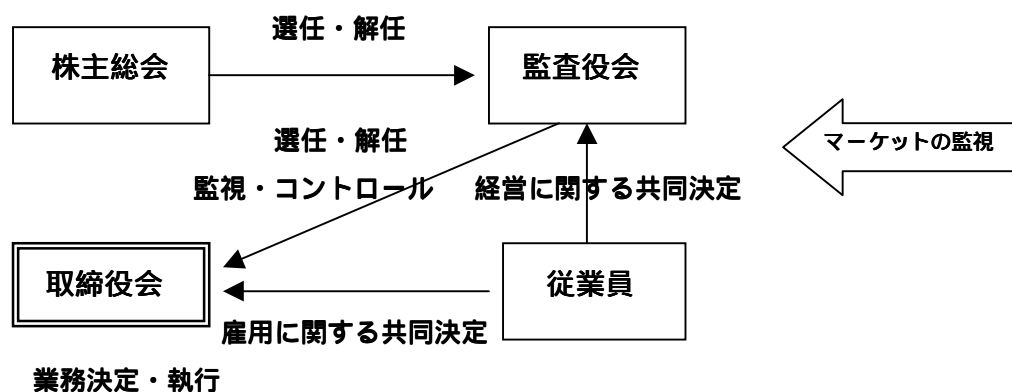 選任・解任
株主総会
監査役会
マーケットの監視
選任・解任
監視・コントロール
経営に関する共同決定
取締役会
従業員
雇用に関する共同決定
業務決定・執行